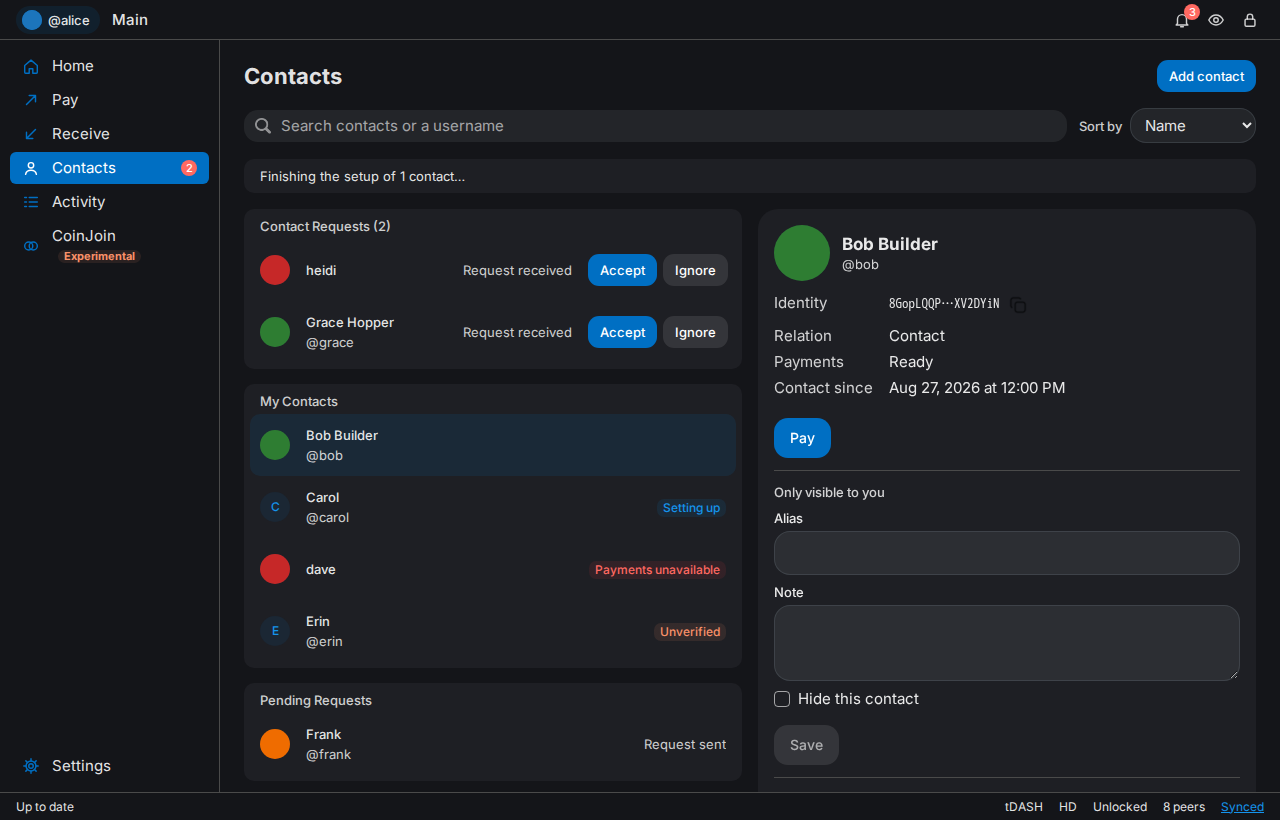 @alice Main 3
Home
Pay
Receive
Contacts 2
Activity
CoinJoin
Experimental
Settings
Contacts
Add contact
Search contacts or a username
Sort by Name
Finishing the setup of 1 contact...
Contact Requests (2)
heidi Request received Accept Ignore
Grace Hopper
@grace
Request received Accept Ignore
My Contacts
Bob Builder
@bob
C
Carol
@carol
Setting up
dave Payments unavailable
E
Erin
@erin
Unverified
Pending Requests
Frank
@frank
Request sent
Bob Builder
@bob
Identity 8GopLQQP…XV2DYiN
Relation Contact
Payments Ready
Contact since Aug 27, 2026 at 12:00 PM
Pay
Only visible to you
Alias
Note
Hide this contact
Save
Up to date tDASH HD Unlocked 8 peers Synced